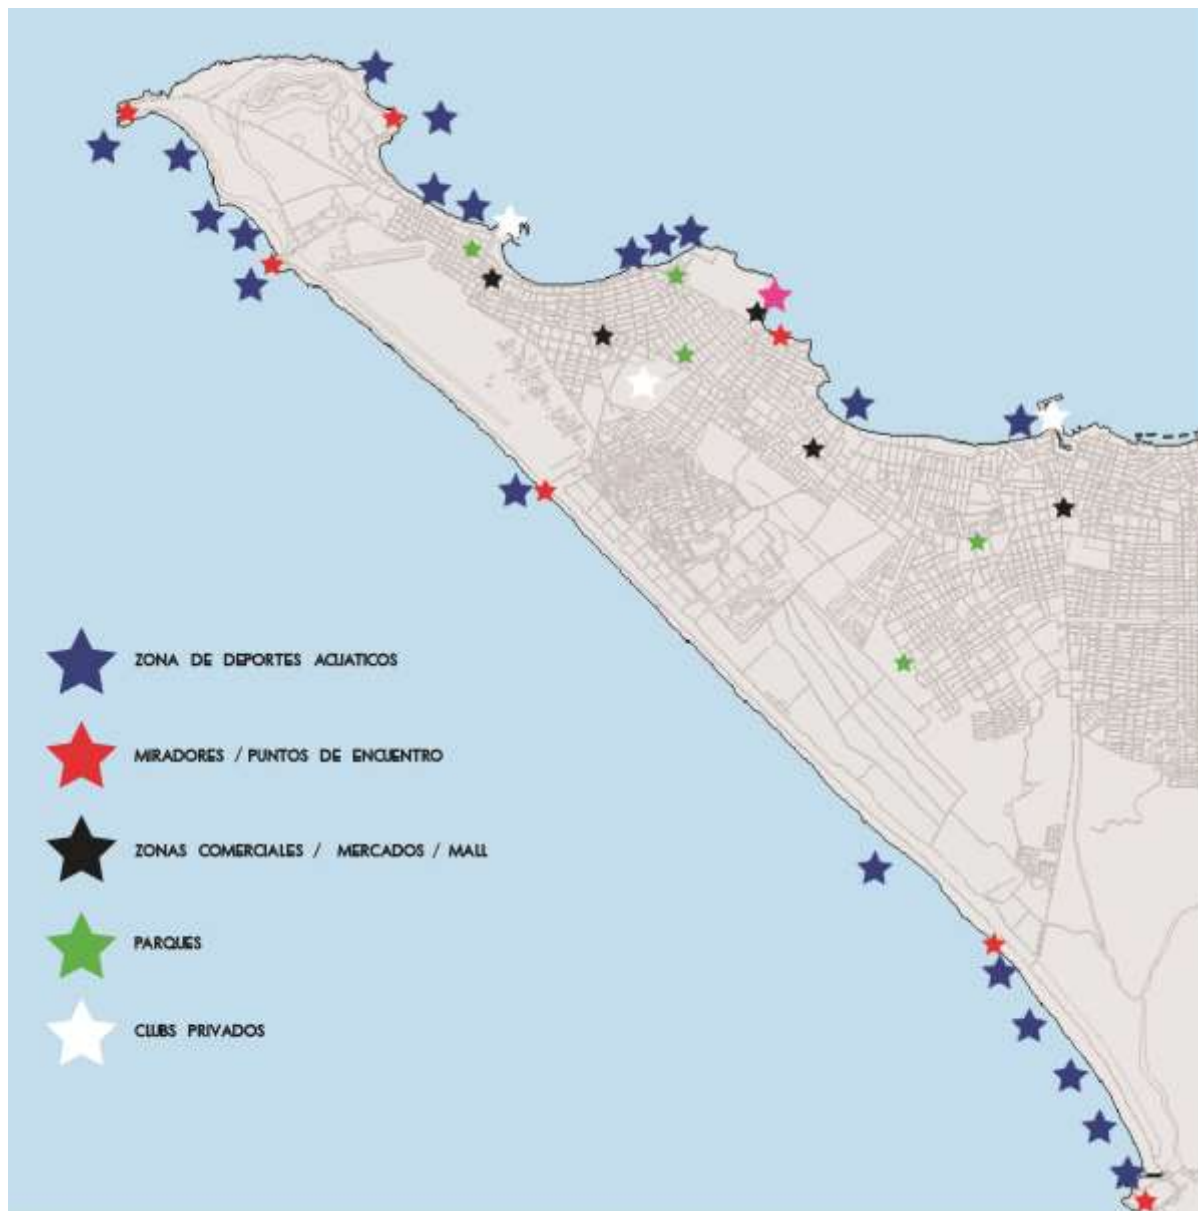 ZONA DE DEPORTES ACUATICOS
MIRADORES / PUNTOS DE ENCUENTRO
ZONAS COMERCIALES / MERCADOS / MALL
PARQUES
CLUBS PRIVADOS